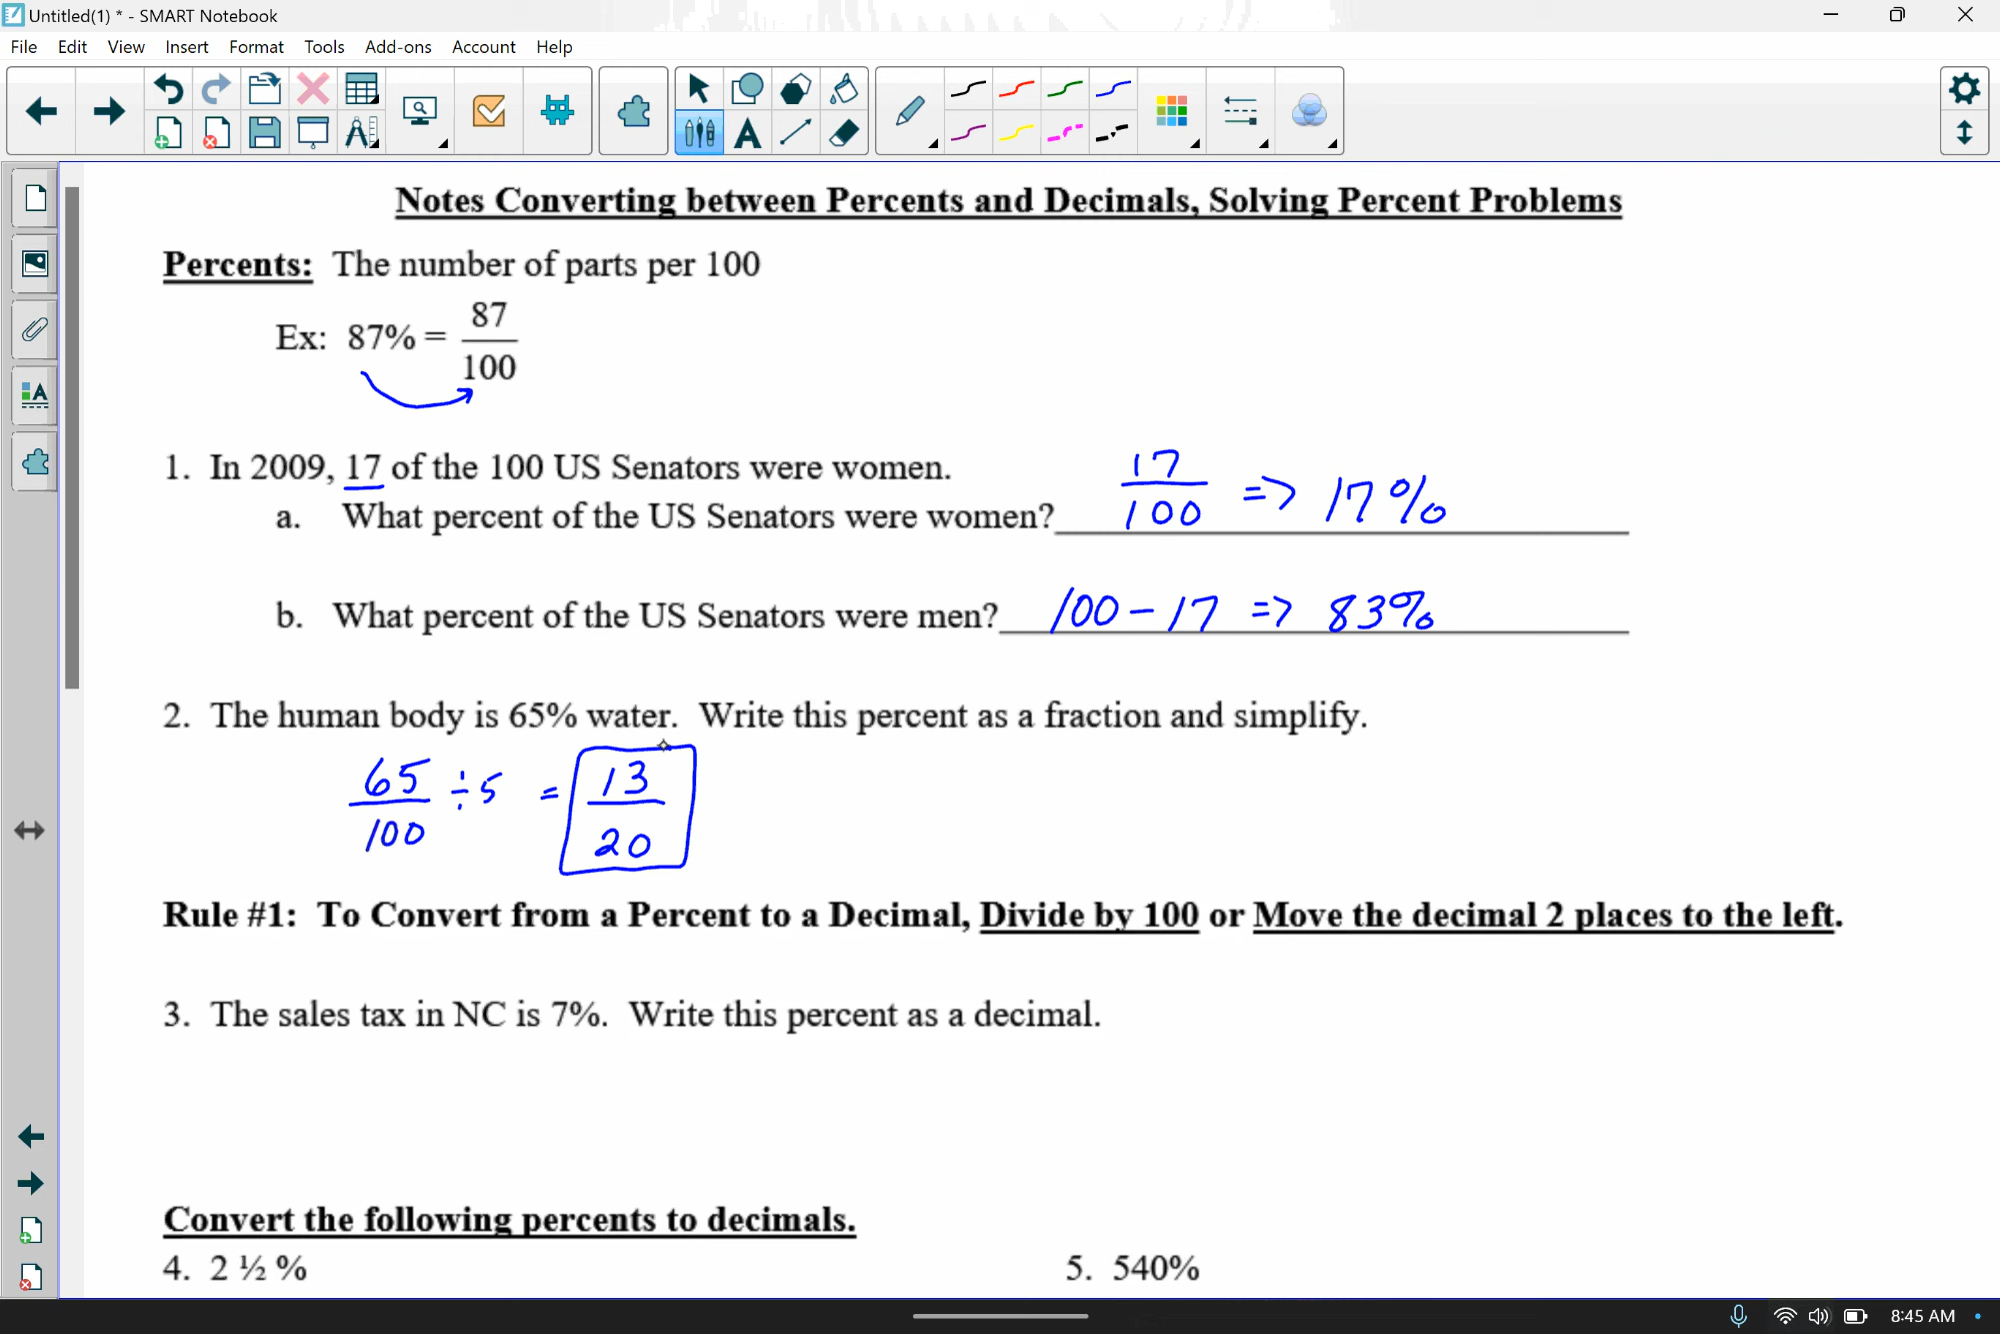 Untitled(1) * - SMART Notebook
File Edit View Insert Format Tools Add-ons Account Help
Notes Converting between Percents and Decimals, Solving Percent Problems
Percents: The number of parts per 100
Ex: 87% = 87/100
1. In 2009, 17 of the 100 US Senators were women.
a. What percent of the US Senators were women? 17/100 => 17%
b. What percent of the US Senators were men? 100 - 17 => 83%
2. The human body is 65% water. Write this percent as a fraction and simplify.
65/100 ÷ 5 = 13/20
Rule #1: To Convert from a Percent to a Decimal, Divide by 100 or Move the decimal 2 places to the left.
3. The sales tax in NC is 7%. Write this percent as a decimal.
Convert the following percents to decimals.
4. 2 ½ % 5. 540%
8:45 AM